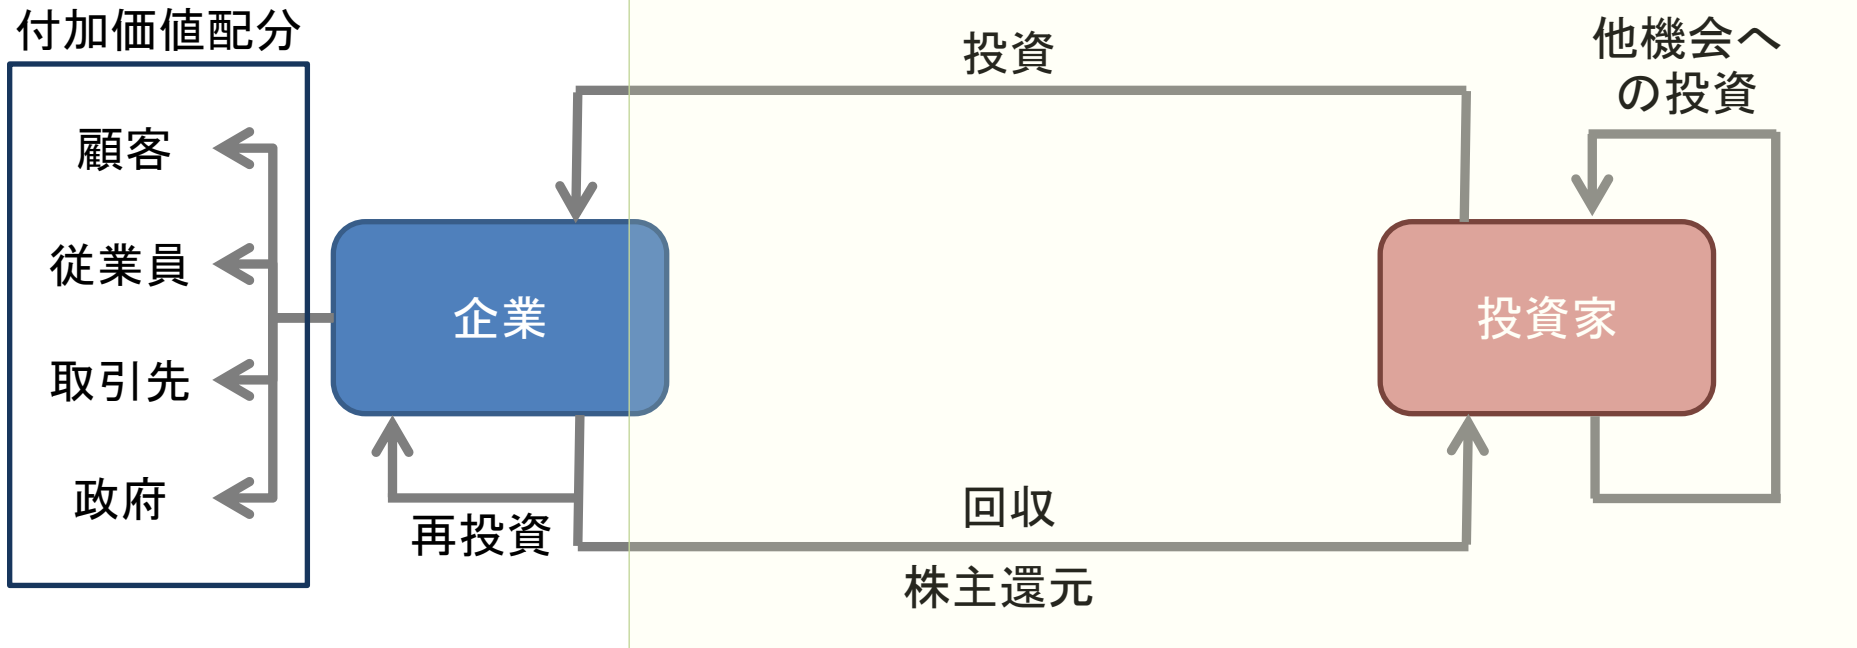 付加価値配分
顧客
従業員
取引先
政府
企業
再投資
投資
回収
株主還元
投資家
他機会へ
の投資